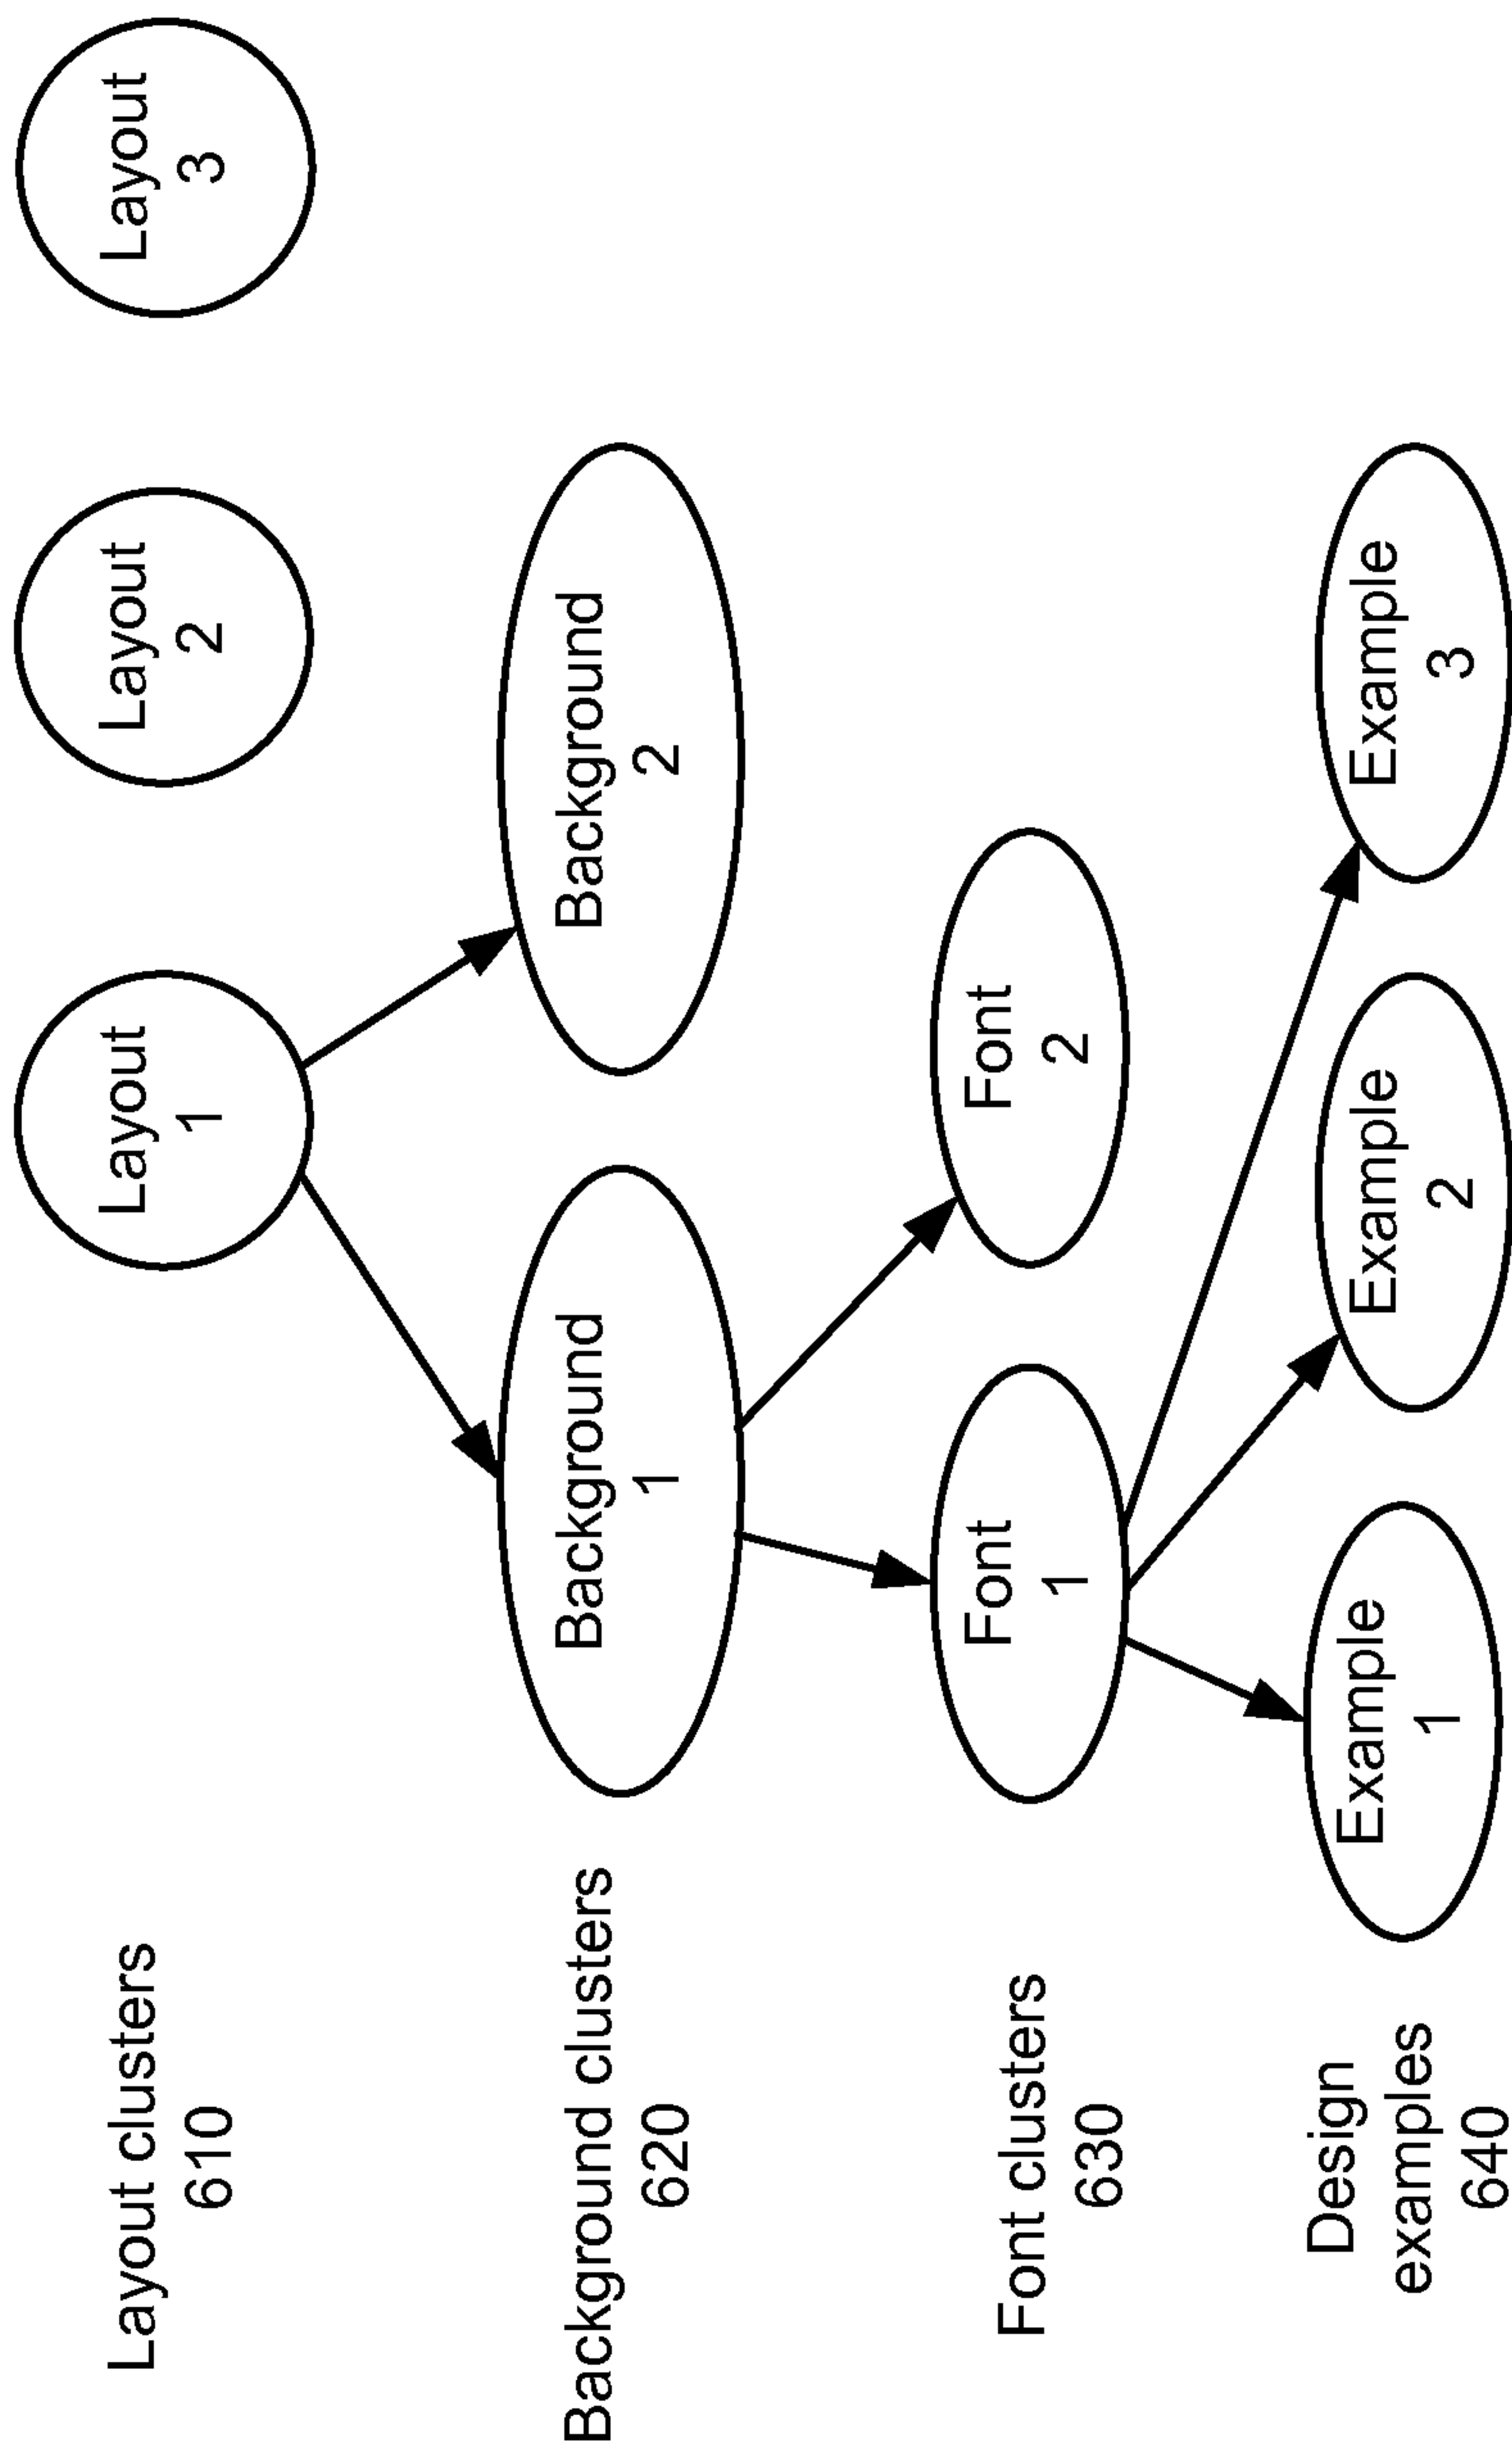 Layout clusters
610
Layout
1
Layout
2
Layout
3
Background clusters
620
Background
1
Background
2
Font clusters
630
Font
1
Font
2
Design
examples
640
Example
1
Example
2
Example
3